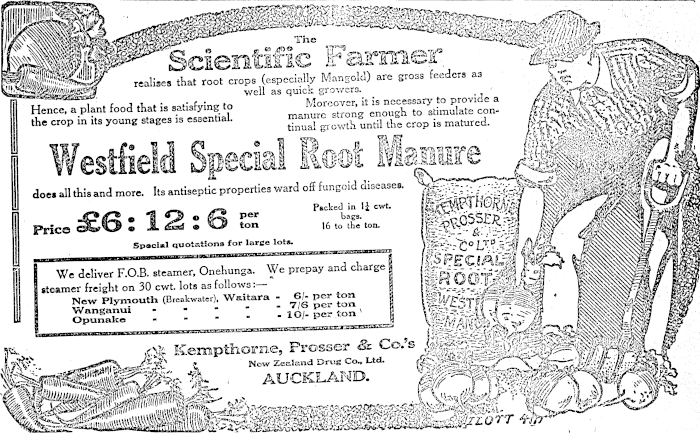 The
Scientific Farmer
realises that root crops (especially Mangold) are gross feeders as
well as quick growers.
Hence, a plant food that is satisfying to
the crop in its young stages is essential.
Moreover, it is necessary to provide a
manure strong enough to stimulate con-
tinual growth until the crop is matured.
Westfield Special Root Manure
does all this and more. Its antiseptic properties ward off fungoid diseases.
Price £6:12:6 per
ton
Packed in 1¼ cwt.
bags.
16 to the ton.
Special quotations for large lots.
We deliver F.O.B. steamer, Onehunga. We prepay and charge
steamer freight on 30 cwt. lots as follows:—
New Plymouth (Breakwater), Waitara - 6/- per ton
Wanganui - - - - 7/6 per ton
Opunake - - - - 10/- per ton
Kempthorne, Prosser & Co.'s
New Zealand Drug Co., Ltd.
AUCKLAND.
KEMPTHORNE
PROSSER
&
Co LTD
SPECIAL
ROOT
WEST
MAN
ILOTT